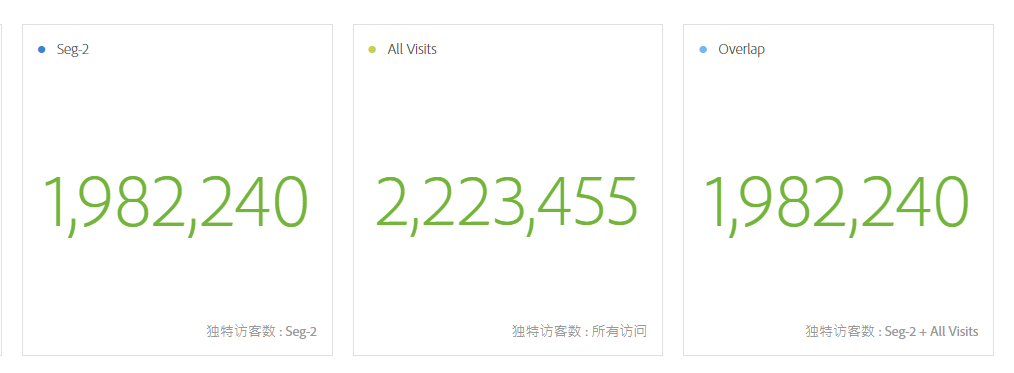 Seg-2
1,982,240
独特访客数 : Seg-2
All Visits
2,223,455
独特访客数 : 所有访问
Overlap
1,982,240
独特访客数 : Seg-2 + All Visits